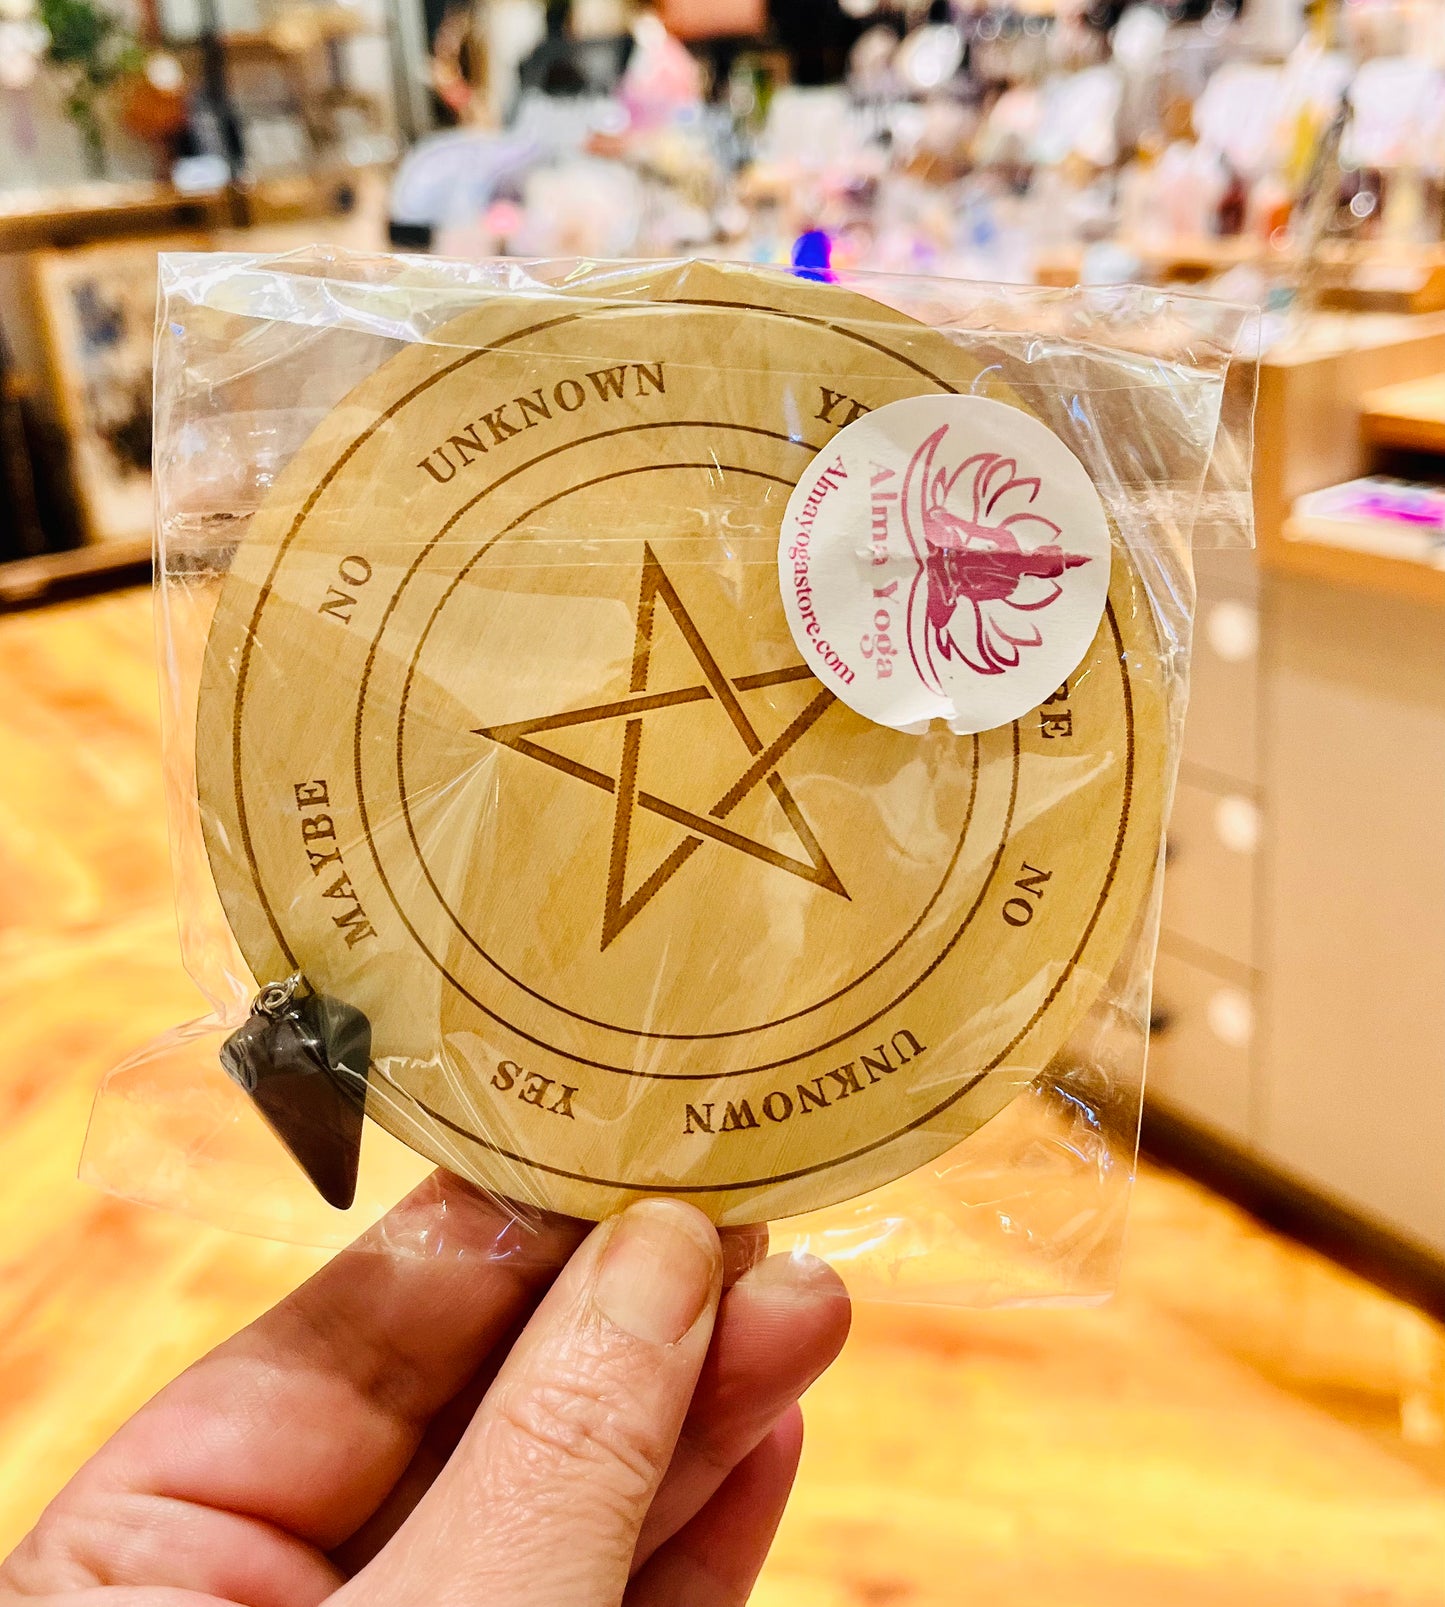 UNKNOWN
NO
NO
MAYBE
YES
UNKNOWN
Alma Yoga
Almayogastore.com